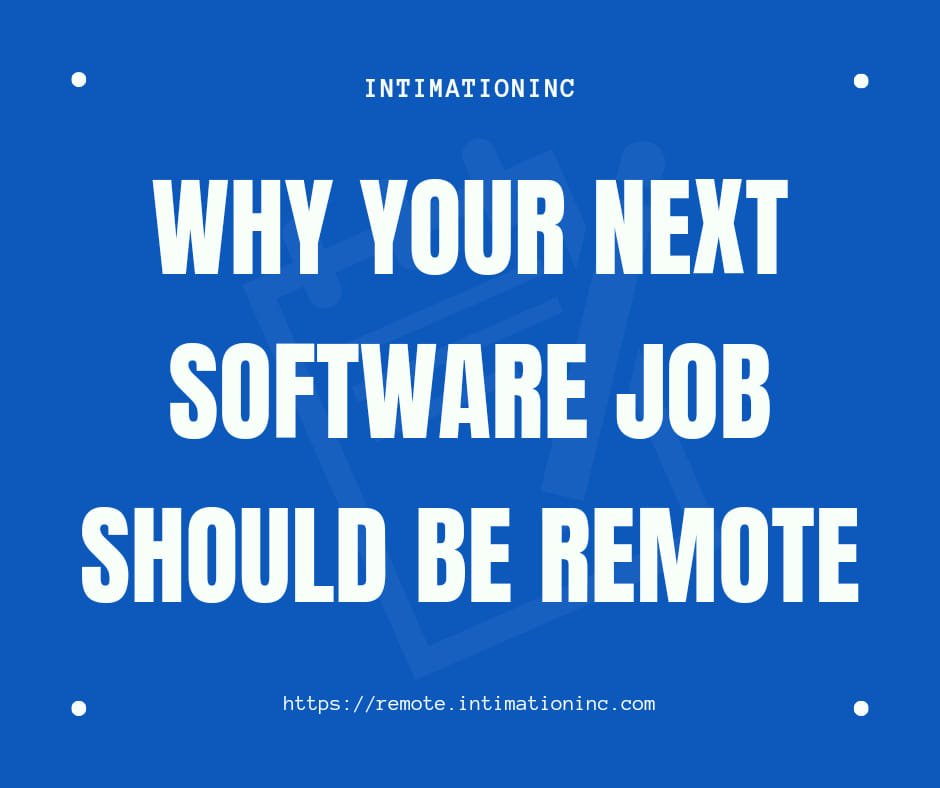 INTIMATIONINC
WHY YOUR NEXT
SOFTWARE JOB
SHOULD BE REMOTE
https://remote.intimationinc.com